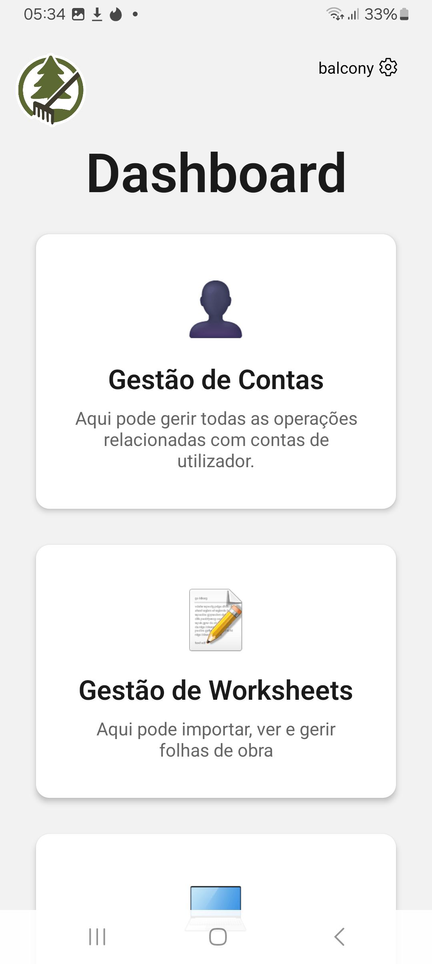 05:34 33%
balcony
Dashboard
Gestão de Contas
Aqui pode gerir todas as operações
relacionadas com contas de
utilizador.
Gestão de Worksheets
Aqui pode importar, ver e gerir
folhas de obra